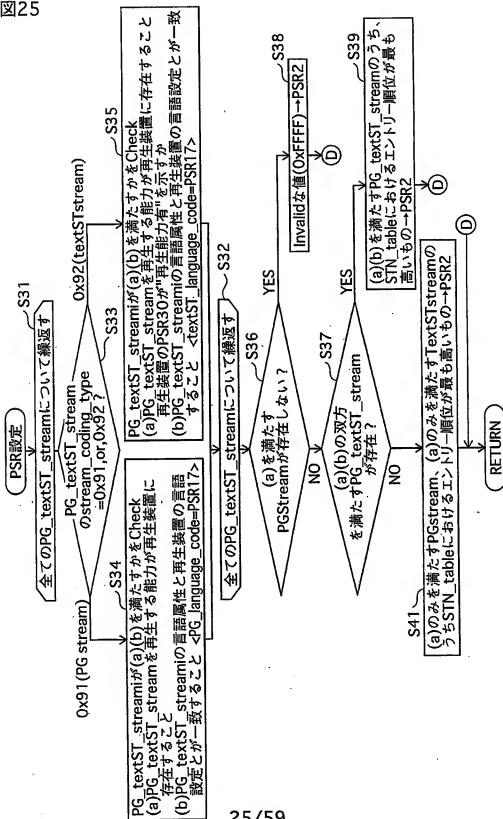 図25
PSR設定
S31
全てのPG_textST_streamについて繰返す
S33
PG_textST_stream
のstream_coding_type
=0x91,or,0x92 ?
0x91(PG stream)
0x92(textSTstream)
S34
PG_textST_streamiが(a)(b)を満たすかをCheck
(a)PG_textST_streamを再生する能力が再生装置に
存在すること
(b)PG_textST_streamiの言語属性と再生装置の言語
設定とが一致すること <PG_language_code=PSR17>
S35
PG_textST_streamiが(a)(b)を満たすかをCheck
(a)PG_textST_streamを再生する能力が再生装置に存在すること
再生装置のPSR30が"再生能力有"を示すか
(b)PG_textST_streamiの言語属性と再生装置の言語設定とが一致
すること <textST_language_code=PSR17>
S32
全てのPG_textST_streamについて繰返す
S36
(a)を満たす
PGStreamが存在しない?
YES
S38
Invalidな値(0xFFFF)→PSR2
D
NO
S37
(a)(b)の双方
を満たすPG_textST_stream
が存在?
YES
S39
(a)(b)を満たすPG_textST_streamのうち、
STN_tableにおけるエントリー順位が最も
高いもの→PSR2
D
NO
S41
(a)のみを満たすPGstream、(a)のみを満たすTextSTstreamの
うちSTN_tableにおけるエントリー順位が最も高いもの→PSR2
D
RETURN
25/59